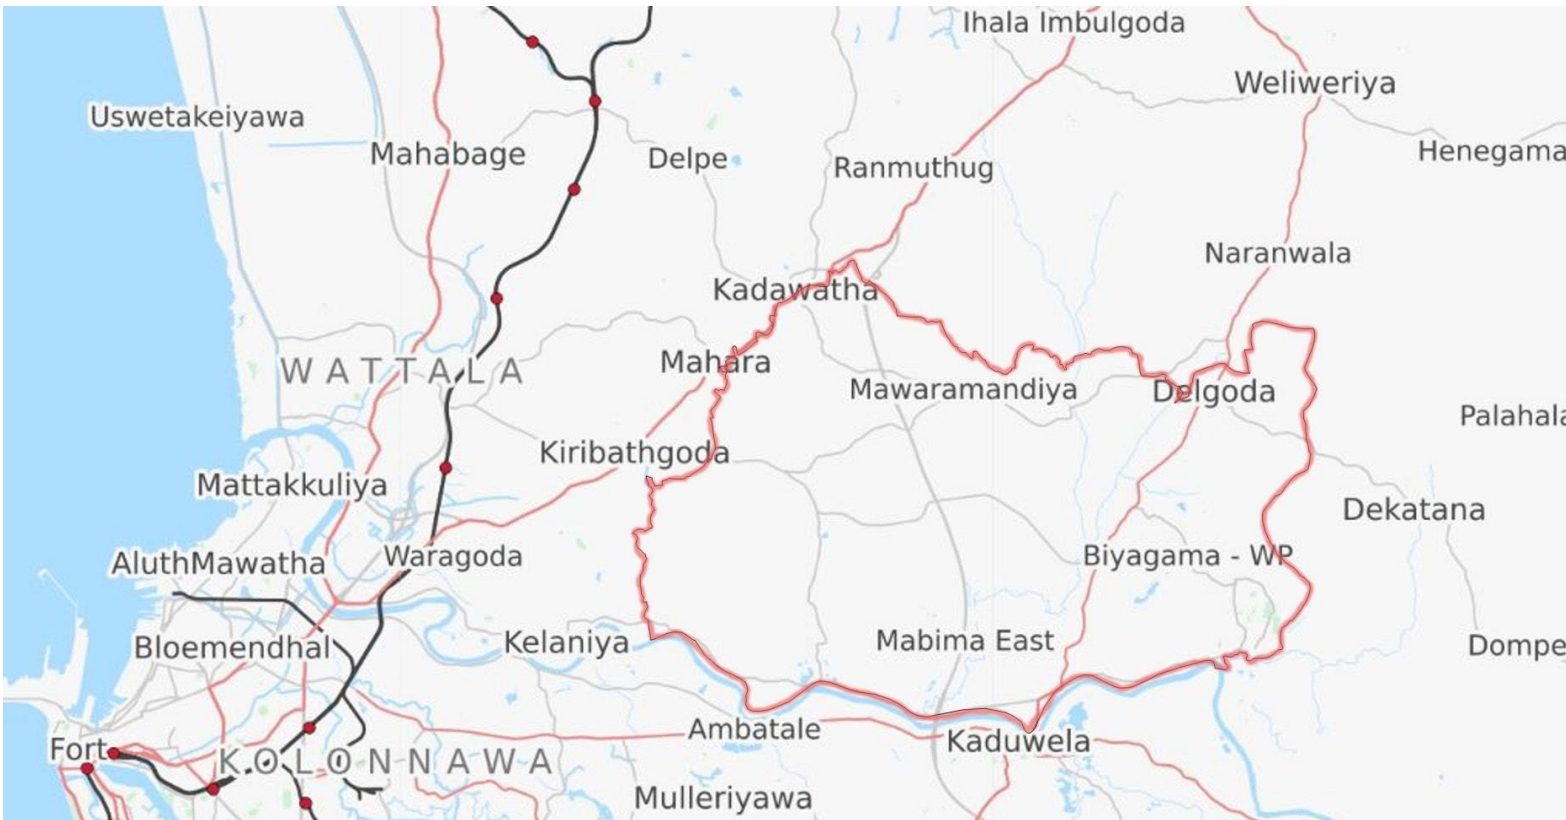 Ihala Imbulgoda
Weliweriya
Uswetakeiyawa
Mahabage
Delpe
Ranmuthug
Henegama
Naranwala
Kadawatha
WATTALA
Mahara
Mawaramandiya
Delgoda
Palahala
Kiribathgoda
Mattakkuliya
Dekatana
AluthMawatha
Waragoda
Biyagama - WP
Bloemendhal
Kelaniya
Mabima East
Dompe
Ambatale
Kaduwela
Fort
KOLONNAWA
Mulleriyawa